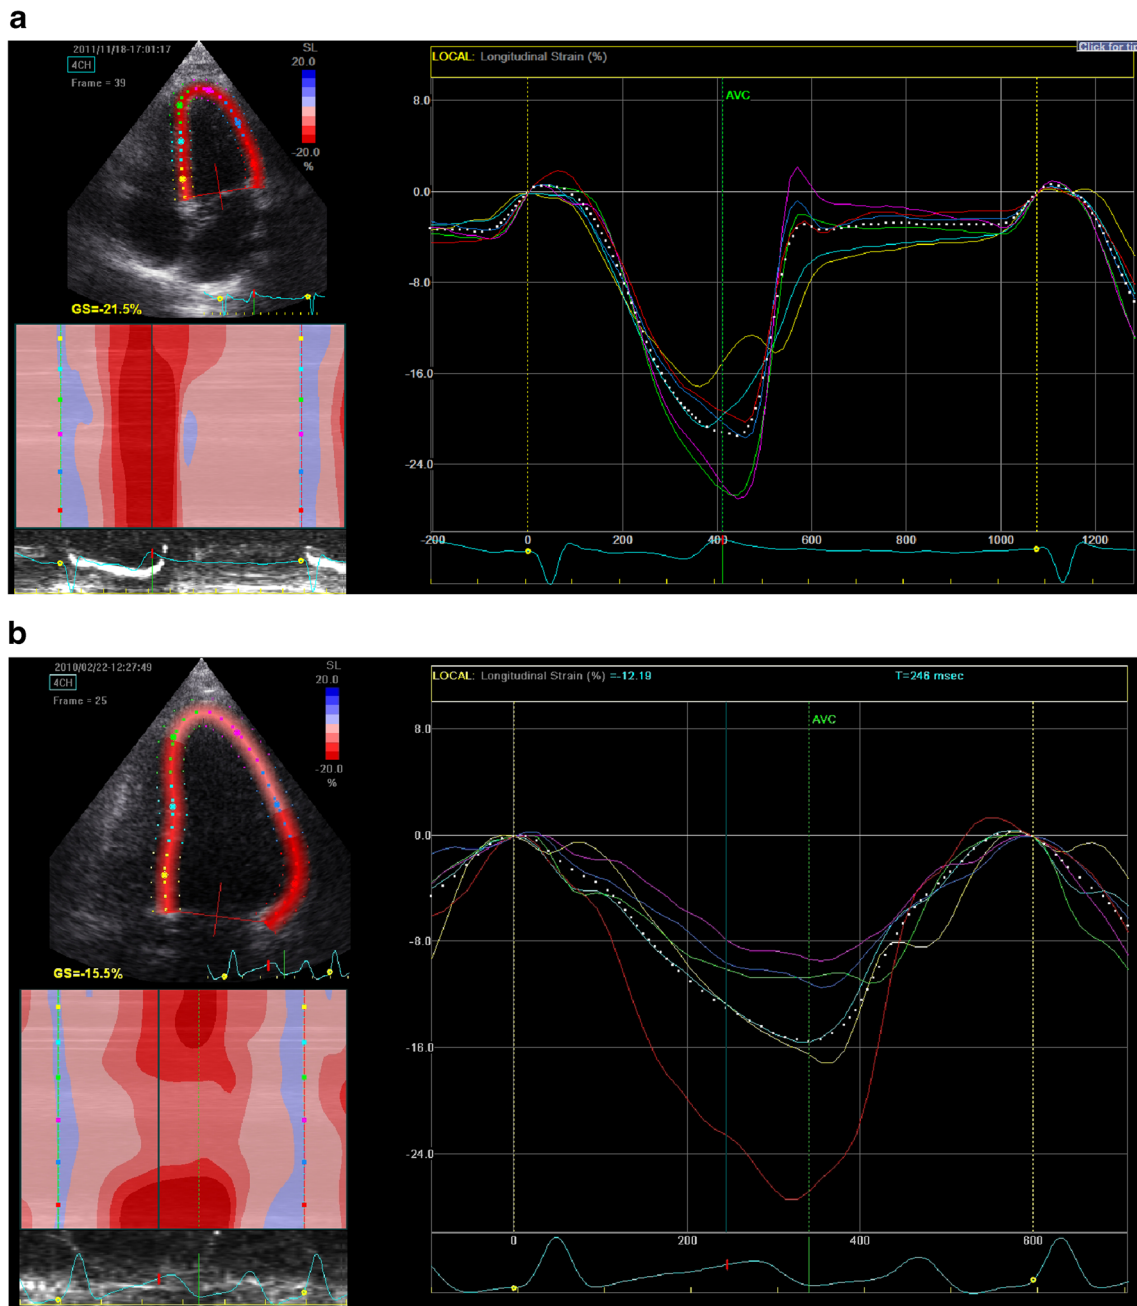 a
2011/11/18-17:01:17
4CH
Frame = 39
SL
20.0
-20.0
%
GS=-21.5%
Click for tip
LOCAL: Longitudinal Strain (%)
AVC
8.0
0.0
-8.0
-16.0
-24.0
-200 0 200 400 600 800 1000 1200
b
2010/02/22-12:27:49
4CH
Frame = 25
SL
20.0
-20.0
%
GS=-15.5%
LOCAL: Longitudinal Strain (%) =-12.19 T=246 msec
AVC
8.0
0.0
-8.0
-16.0
-24.0
0 200 400 600